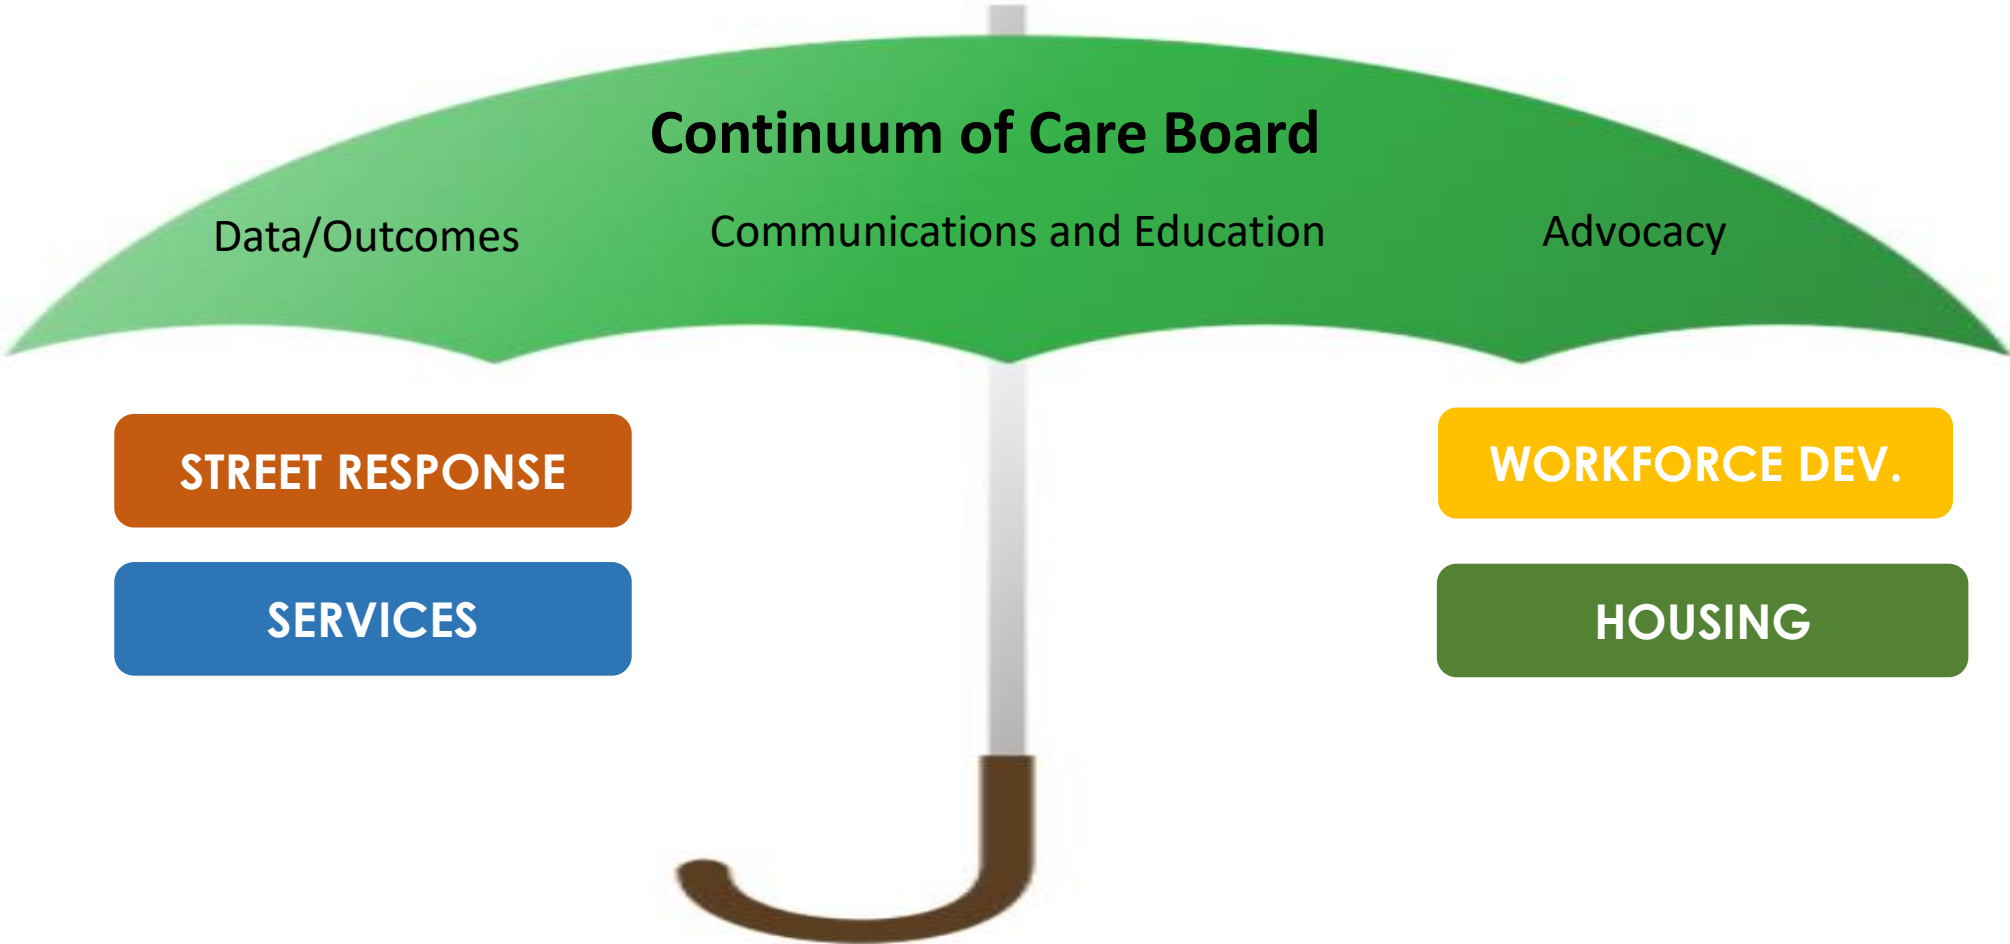 Continuum of Care Board
Data/Outcomes
Communications and Education
Advocacy
STREET RESPONSE
WORKFORCE DEV.
SERVICES
HOUSING